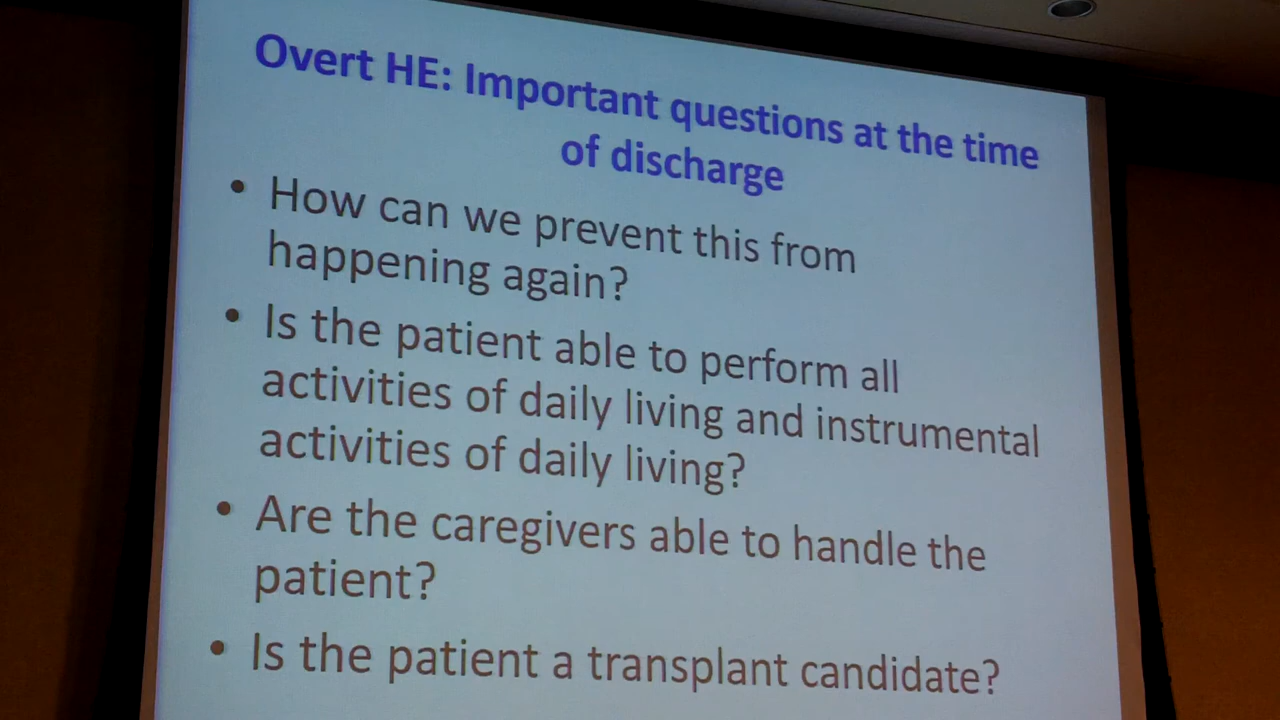 Overt HE: Important questions at the time
of discharge
• How can we prevent this from
happening again?
• Is the patient able to perform all
activities of daily living and instrumental
activities of daily living?
• Are the caregivers able to handle the
patient?
• Is the patient a transplant candidate?